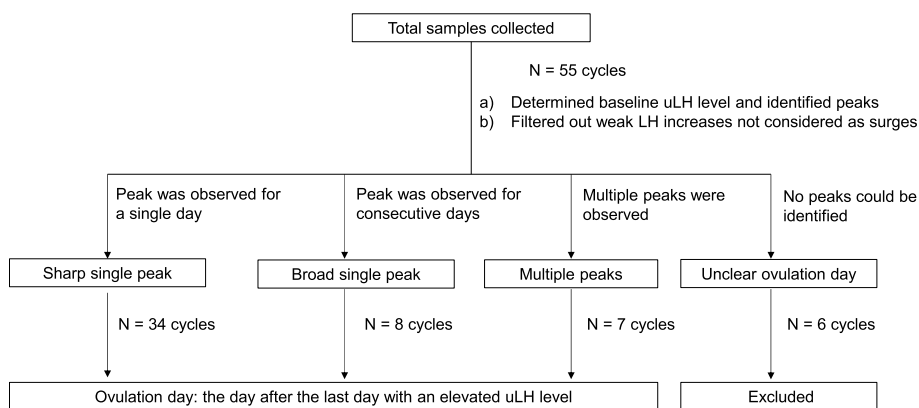 Total samples collected
N = 55 cycles
a) Determined baseline uLH level and identified peaks
b) Filtered out weak LH increases not considered as surges
Peak was observed for
a single day
Peak was observed for
consecutive days
Multiple peaks were
observed
No peaks could be
identified
Sharp single peak
Broad single peak
Multiple peaks
Unclear ovulation day
N = 34 cycles
N = 8 cycles
N = 7 cycles
N = 6 cycles
Ovulation day: the day after the last day with an elevated uLH level
Excluded